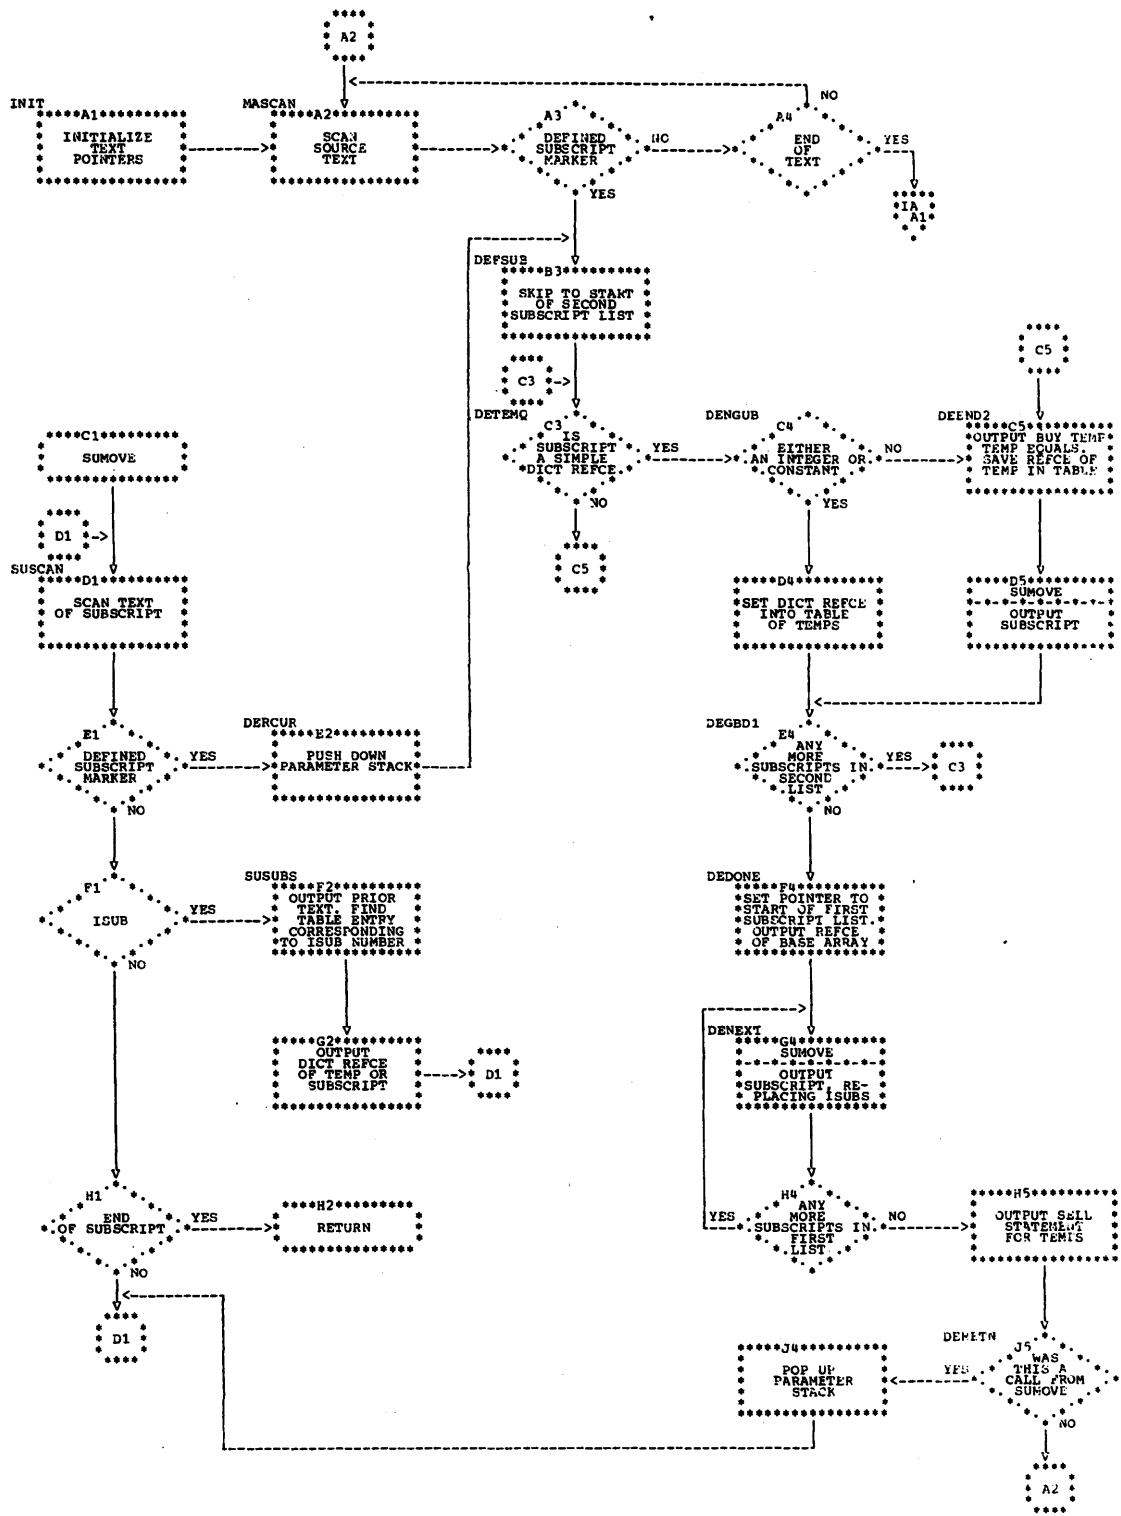 A2
NO
INIT
MASCAN
A1
INITIALIZE
TEXT
POINTERS
A2
SCAN
SOURCE
TEXT
A3
DEFINED
SUBSCRIPT
MARKER
NO
YES
A4
END
OF
TEXT
YES
IA
A1
DEFSUB
B3
SKIP TO START
OF SECOND
SUBSCRIPT LIST
C5
C3
DETEMQ
C3
IS
SUBSCRIPT
A SIMPLE
DICT REFCE
YES
NO
C5
DENGUB
C4
EITHER
AN INTEGER OR
CONSTANT
NO
YES
DEEND2
C5
OUTPUT BUY TEMP
TEMP EQUALS.
SAVE REFCE OF
TEMP IN TABLE
C1
SUMOVE
D1
SUSCAN
D1
SCAN TEXT
OF SUBSCRIPT
D4
SET DICT REFCE
INTO TABLE
OF TEMPS
D5
SUMOVE
OUTPUT
SUBSCRIPT
E1
DEFINED
SUBSCRIPT
MARKER
YES
NO
DERCUR
E2
PUSH DOWN
PARAMETER STACK
DEGBD1
E4
ANY
MORE
SUBSCRIPTS IN
SECOND
LIST
YES
NO
C3
F1
ISUB
YES
NO
SUSUBS
F2
OUTPUT PRIOR
TEXT. FIND
TABLE ENTRY
CORRESPONDING
TO ISUB NUMBER
DEDONE
F4
SET POINTER TO
START OF FIRST
SUBSCRIPT LIST.
OUTPUT REFCE
OF BASE ARRAY
G2
OUTPUT
DICT REFCE
OF TEMP OR
SUBSCRIPT
D1
DENEXT
G4
SUMOVE
OUTPUT
SUBSCRIPT, RE-
PLACING ISUBS
H1
END
OF SUBSCRIPT
YES
NO
H2
RETURN
H4
ANY
MORE
SUBSCRIPTS IN
FIRST
LIST
YES
NO
H5
OUTPUT SELL
STATEMENT
FOR TEMPS
D1
J4
POP UP
PARAMETER
STACK
YES
J5
WAS
THIS A
CALL FROM
SUMOVE
NO
A2